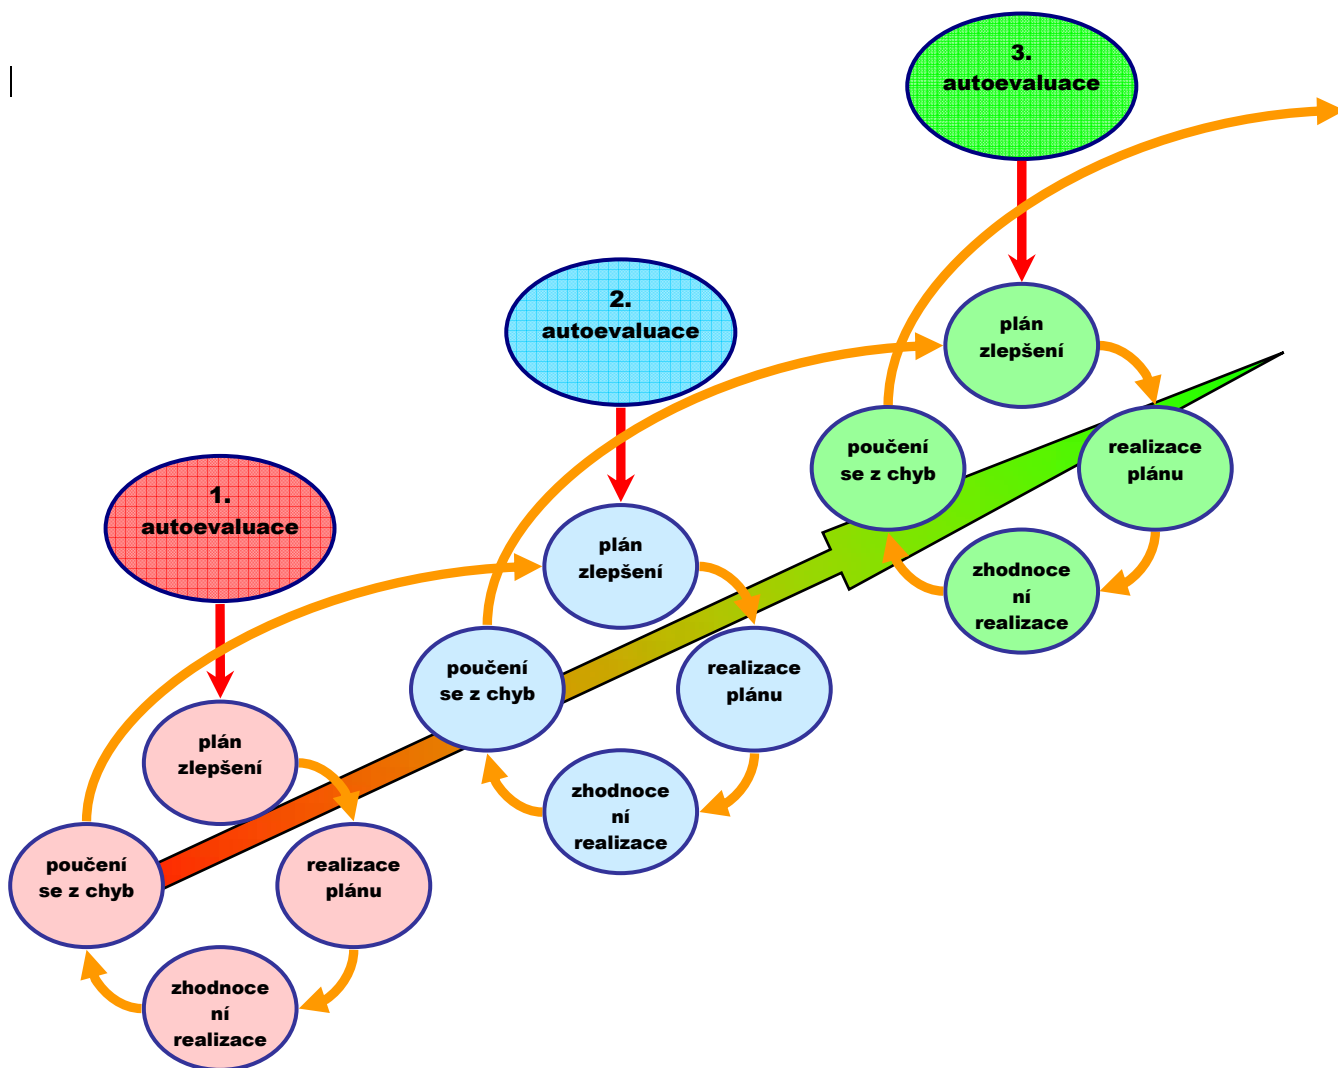 3.
autoevaluace
plán
zlepšení
realizace
plánu
zhodnoce
ní
realizace
poučení
se z chyb
2.
autoevaluace
plán
zlepšení
realizace
plánu
zhodnoce
ní
realizace
poučení
se z chyb
1.
autoevaluace
plán
zlepšení
realizace
plánu
zhodnoce
ní
realizace
poučení
se z chyb